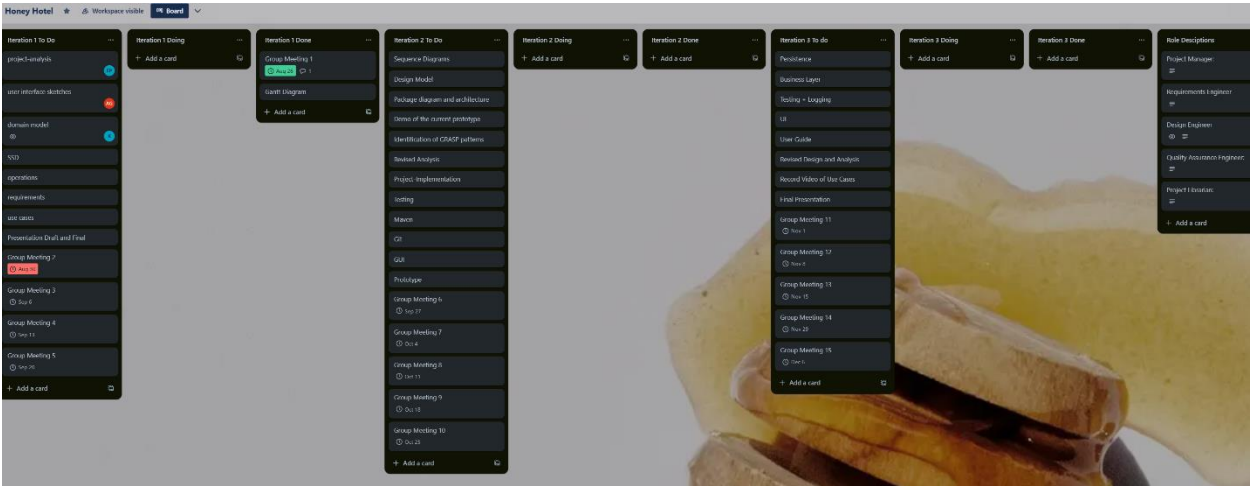 Honey Hotel Workspace visible Board
Iteration 1 To Do
project-analysis
user interface sketches
domain model
SSD
operations
requirements
use cases
Presentation Draft and Final
Group Meeting 2
Group Meeting 3
Sep 6
Group Meeting 4
Sep 13
Group Meeting 5
Sep 20
+ Add a card
Iteration 1 Doing
+ Add a card
Iteration 1 Done
Group Meeting 1
1
Gantt Diagram
+ Add a card
Iteration 2 To Do
Sequence Diagrams
Design Model
Package diagram and architecture
Demo of the current prototype
Identification of GRASP patterns
Revised Analysis
Project-Implementation
Testing
Maven
Git
GUI
Prototype
Group Meeting 6
Sep 27
Group Meeting 7
Oct 4
Group Meeting 8
Oct 11
Group Meeting 9
Oct 18
Group Meeting 10
Oct 25
+ Add a card
Iteration 2 Doing
+ Add a card
Iteration 2 Done
+ Add a card
Iteration 3 To do
Persistence
Business Layer
Testing + Logging
UI
User Guide
Revised Design and Analysis
Record Video of Use Cases
Final Presentation
Group Meeting 11
Nov 1
Group Meeting 12
Nov 8
Group Meeting 13
Nov 15
Group Meeting 14
Nov 29
Group Meeting 15
Dec 6
+ Add a card
Iteration 3 Doing
+ Add a card
Iteration 3 Done
+ Add a card
Role Desciptions
Project Manager:
Requirements Engineer
Design Engineer
Quality Assurance Engineer:
Project Librarian:
+ Add a card